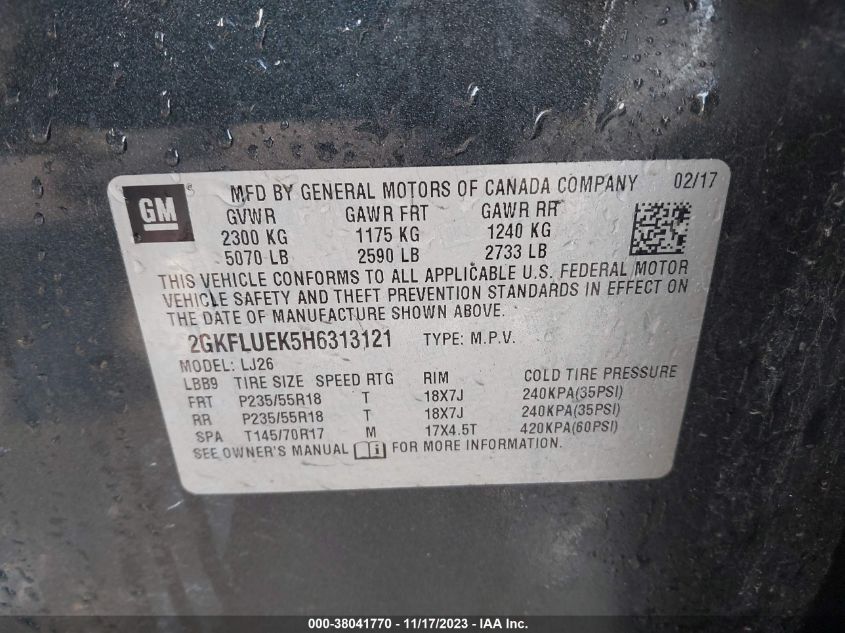 GM
MFD BY GENERAL MOTORS OF CANADA COMPANY 02/17
GVWR GAWR FRT GAWR RR
2300 KG 1175 KG 1240 KG
5070 LB 2590 LB 2733 LB
THIS VEHICLE CONFORMS TO ALL APPLICABLE U.S. FEDERAL MOTOR
VEHICLE SAFETY AND THEFT PREVENTION STANDARDS IN EFFECT ON
THE DATE OF MANUFACTURE SHOWN ABOVE.
2GKFLUEK5H6313121 TYPE: M.P.V.
MODEL: LJ26
LBB9 TIRE SIZE SPEED RTG RIM COLD TIRE PRESSURE
FRT P235/55R18 T 18X7J 240KPA(35PSI)
RR P235/55R18 T 18X7J 240KPA(35PSI)
SPA T145/70R17 M 17X4.5T 420KPA(60PSI)
SEE OWNER'S MANUAL FOR MORE INFORMATION.
000-38041770 - 11/17/2023 - IAAI Inc.